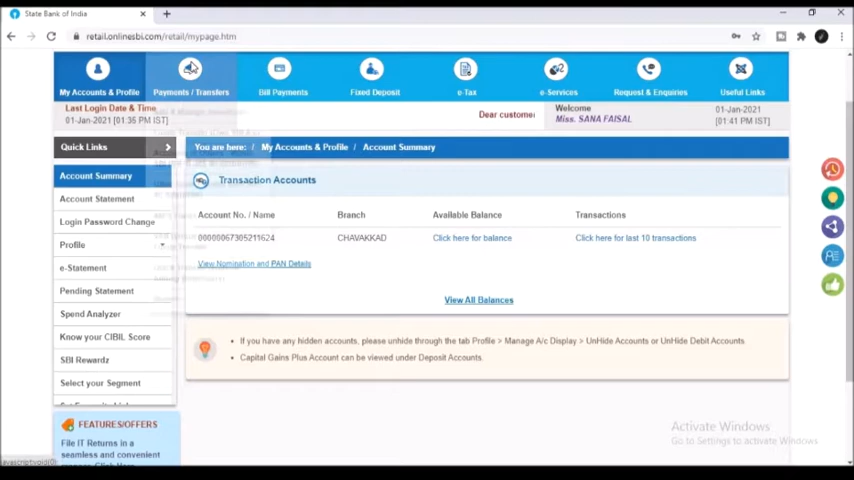 State Bank of India
retail.onlinesbi.com/retail/mypage.htm
My Accounts & Profile
Payments / Transfers
Bill Payments
Fixed Deposit
e-Tax
e-Services
Request & Enquiries
Useful Links
Last Login Date & Time
01-Jan-2021 [01:35 PM IST]
Dear customer
Welcome
Miss. SANA FAISAL
01-Jan-2021
[01:41 PM IST]
Quick Links
You are here: / My Accounts & Profile / Account Summary
Account Summary
Account Statement
Login Password Change
Profile
e-Statement
Pending Statement
Spend Analyzer
Know your CIBIL Score
SBI Rewardz
Select your Segment
Transaction Accounts
Account No. / Name
Branch
Available Balance
Transactions
00000067305211624
CHAVAKKAD
Click here for balance
Click here for last 10 transactions
View Nomination and PAN Details
View All Balances
If you have any hidden accounts, please unhide through the tab Profile > Manage A/c Display > UnHide Accounts or UnHide Debit Accounts
Capital Gains Plus Account can be viewed under Deposit Accounts.
FEATURES/OFFERS
File IT Returns in a
seamless and convenient
Activate Windows
Go to Settings to activate Windows.
javascript:void(0)